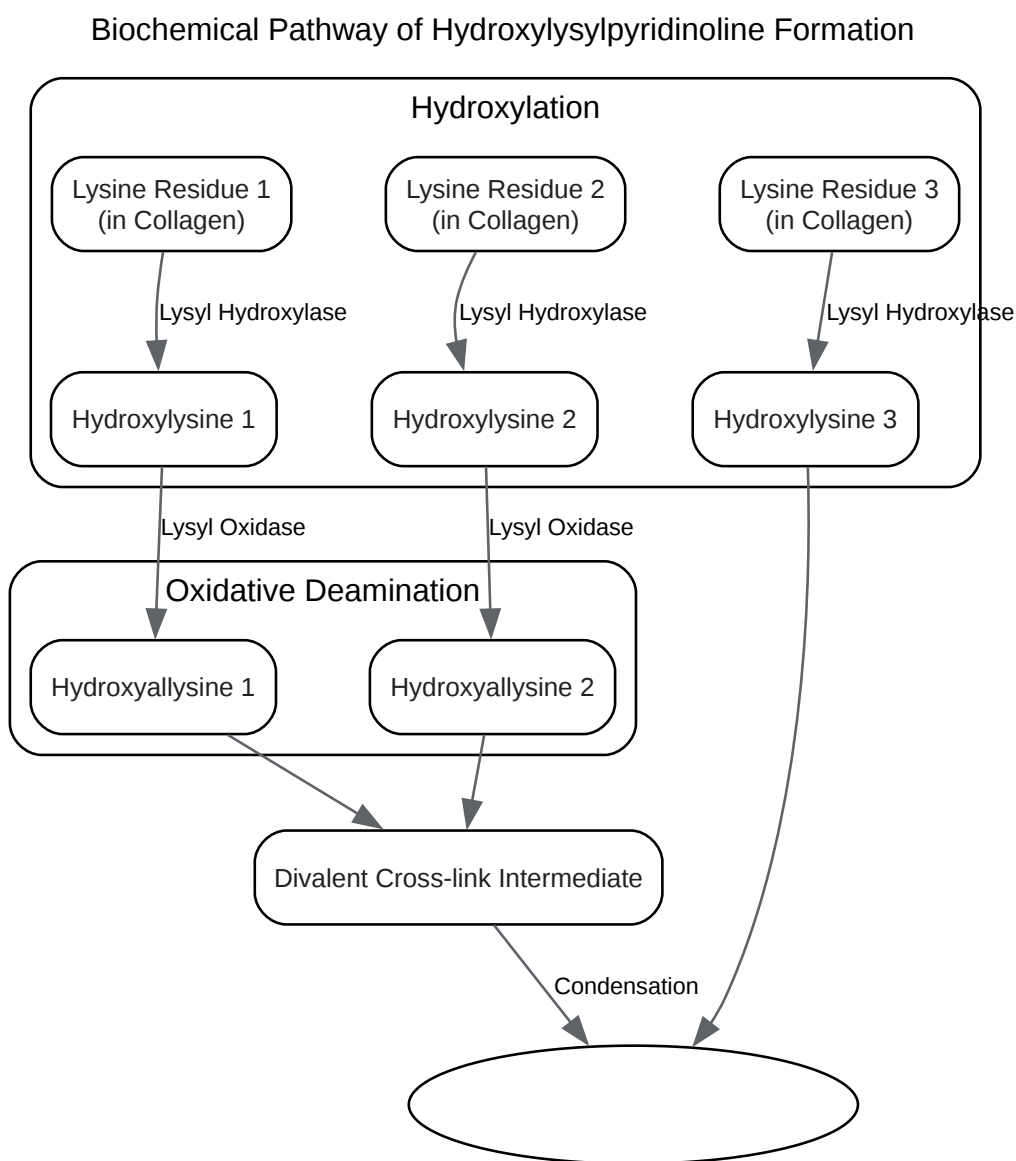 Biochemical Pathway of Hydroxylysylpyridinoline Formation
Hydroxylation
Lysine Residue 1
(in Collagen)
Lysine Residue 2
(in Collagen)
Lysine Residue 3
(in Collagen)
Lysyl Hydroxylase
Lysyl Hydroxylase
Lysyl Hydroxylase
Hydroxylysine 1
Hydroxylysine 2
Hydroxylysine 3
Lysyl Oxidase
Lysyl Oxidase
Oxidative Deamination
Hydroxyallysine 1
Hydroxyallysine 2
Divalent Cross-link Intermediate
Condensation